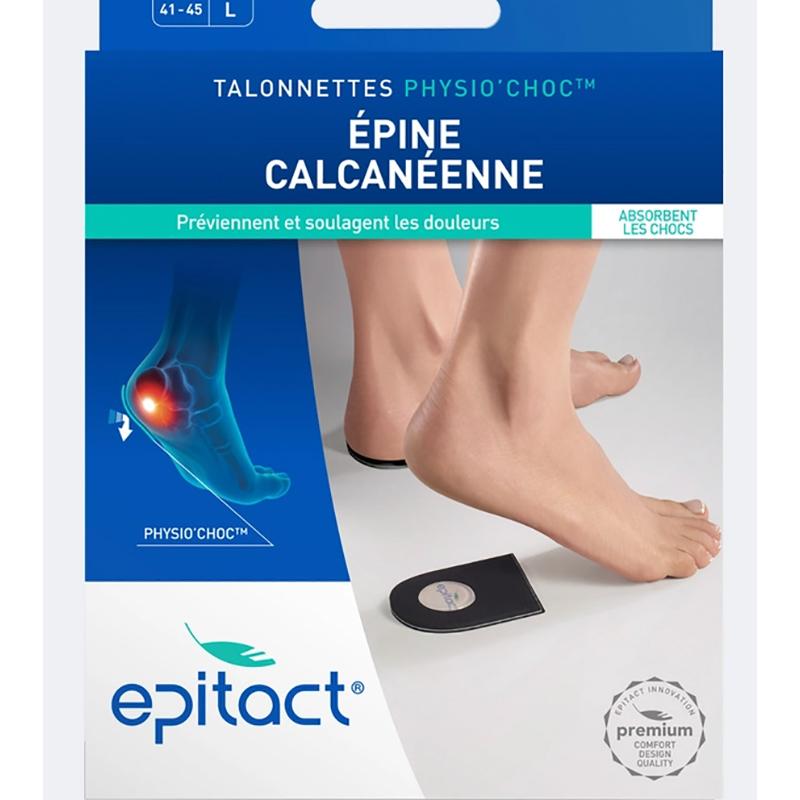 41-45 L
TALONNETTES PHYSIO'CHOC™
ÉPINE
CALCANÉENNE
Préviennent et soulagent les douleurs
ABSORBENT
LES CHOCS
PHYSIO'CHOC™
epitact
epitact®
EPITACT INNOVATION
premium
COMFORT
DESIGN
QUALITY